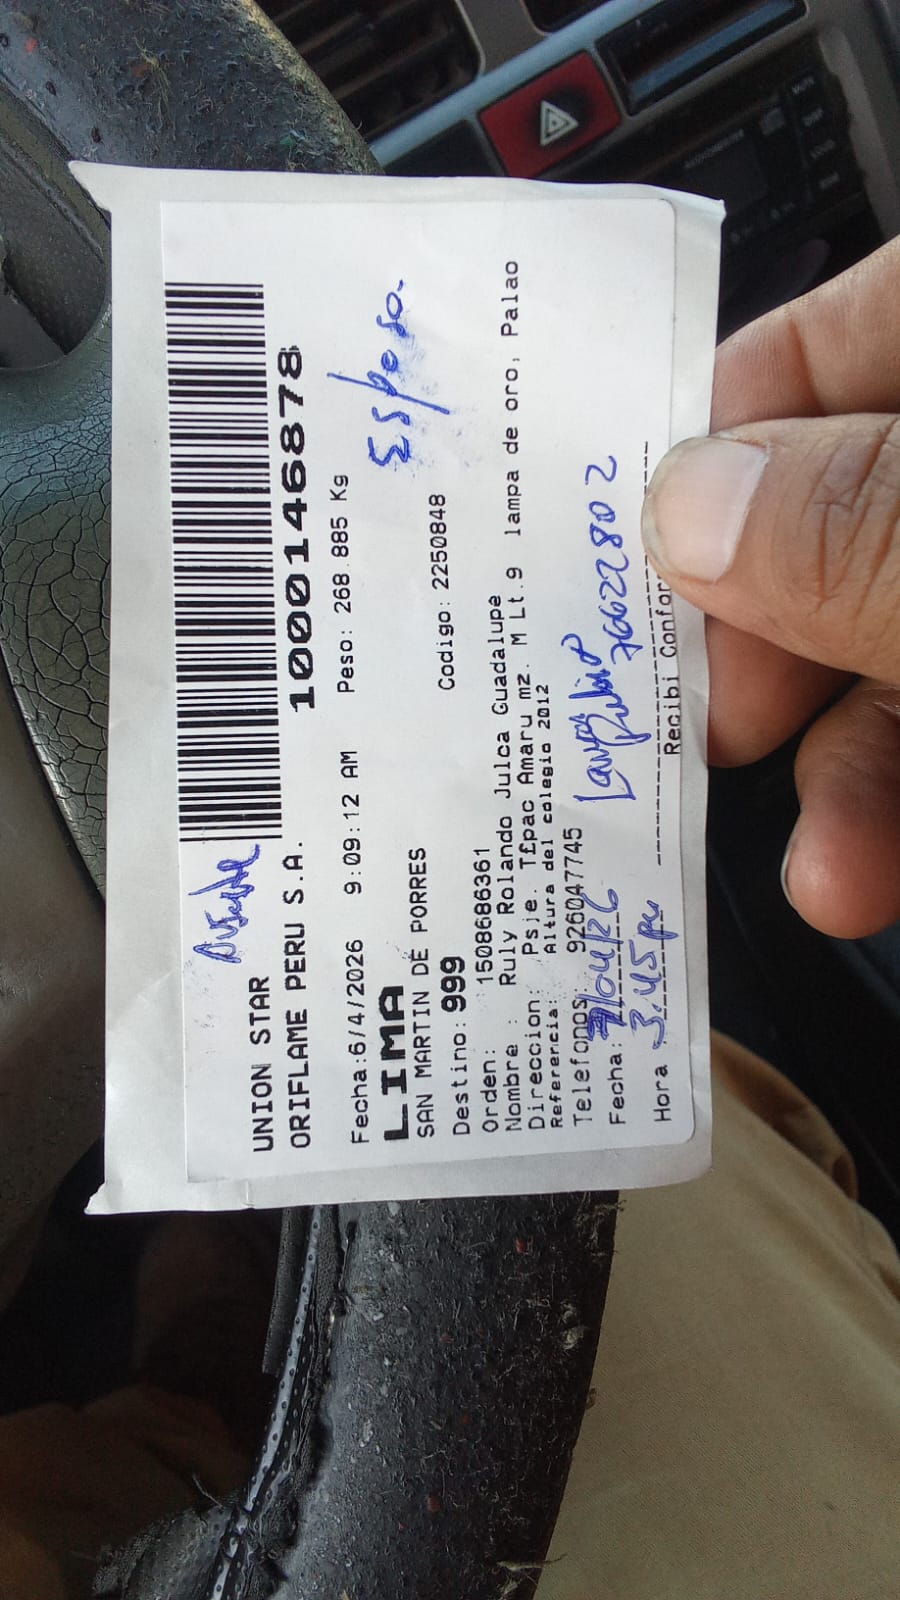 UNION STAR
ORIFLAME PERU S.A.
1000146878
Fecha:6/4/2026 9:09:12 AM Peso: 268.885 Kg
LIMA
Esposo.
SAN MARTIN DE PORRES Codigo: 2250848
Destino: 999
Orden: 1508686361
Nombre : Ruly Rolando Julca Guadalupe
Direccion: Psje. T£pac Amaru mz. M Lt.9 lampa de oro, Palao
Referencia: Altura del colegio 2012
Telefonos: 926047745
Fecha: 76622802
Hora 3.45 pm
Recibi Confor